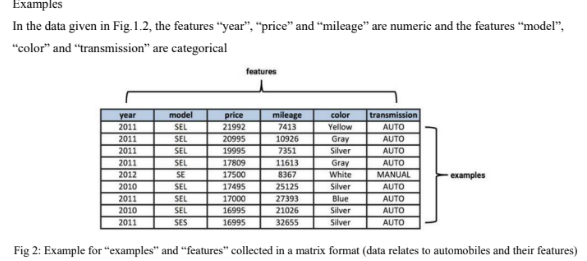 Examples
In the data given in Fig.1.2, the features “year”, “price” and “mileage” are numeric and the features “model”,
“color” and “transmission” are categorical
features
year model price mileage color transmission
2011 SEL 21992 7413 Yellow AUTO
2011 SEL 20995 10926 Gray AUTO
2011 SEL 19995 7351 Silver AUTO
2011 SEL 17809 11613 Gray AUTO
2012 SE 17500 8367 White MANUAL
2010 SEL 17495 25125 Silver AUTO
2011 SEL 17000 27393 Blue AUTO
2010 SEL 16995 21026 Silver AUTO
2011 SES 16995 32655 Silver AUTO
examples
Fig 2: Example for “examples” and “features” collected in a matrix format (data relates to automobiles and their features)